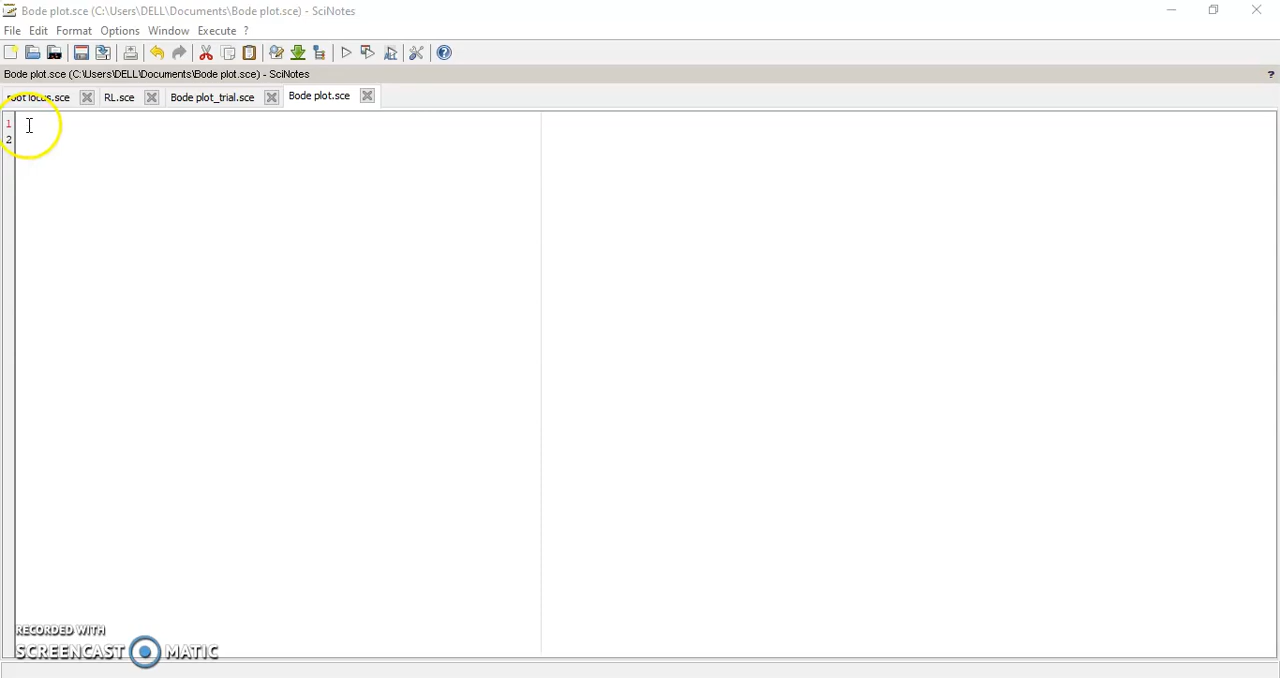 Bode plot.sce (C:\Users\DELL\Documents\Bode plot.sce) - SciNotes
File Edit Format Options Window Execute ?
Bode plot.sce (C:\Users\DELL\Documents\Bode plot.sce) - SciNotes ?
root locus.sce RL.sce Bode plot_trial.sce Bode plot.sce
1
2
RECORDED WITH
SCREENCAST MATIC